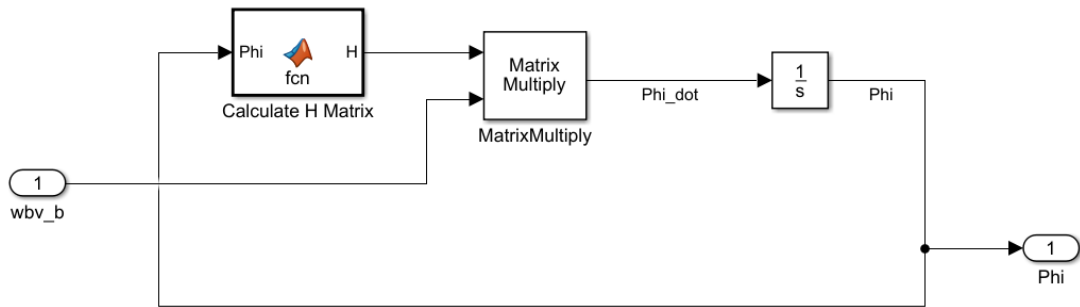 Phi
H
fcn
Calculate H Matrix
Matrix
Multiply
MatrixMultiply
Phi_dot
1
s
Phi
1
wbv_b
1
Phi